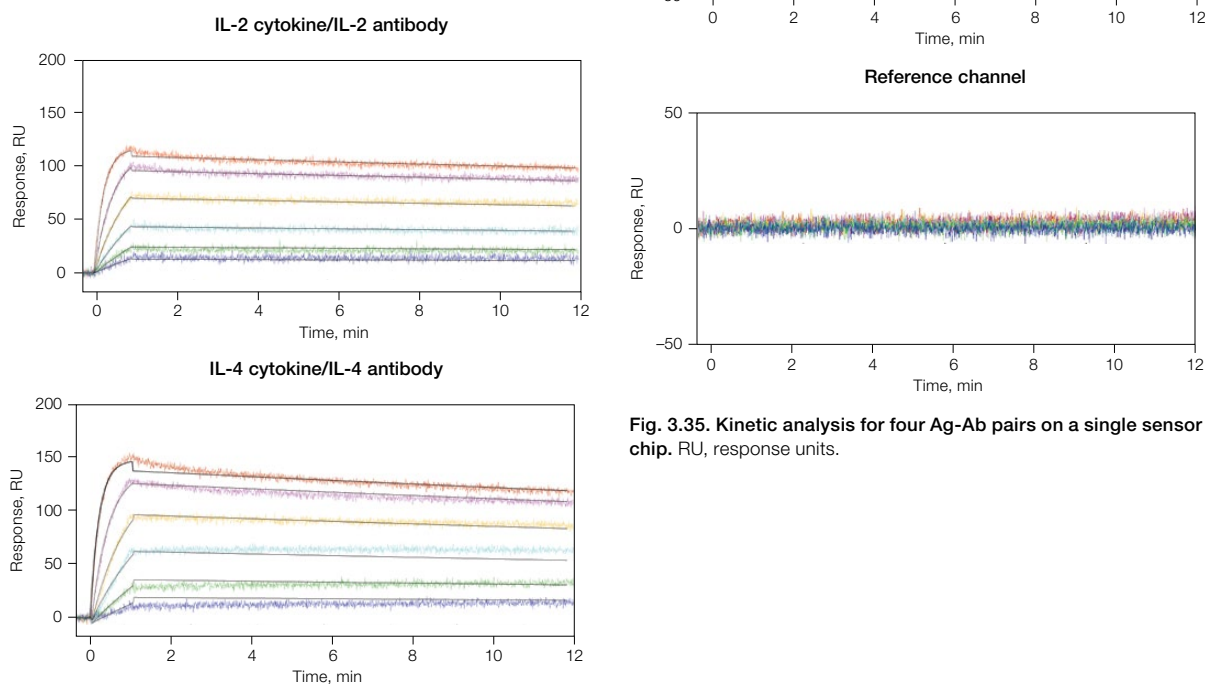 IL-2 cytokine/IL-2 antibody
200
150
100
50
0
Response, RU
0 2 4 6 8 10 12
Time, min
IL-4 cytokine/IL-4 antibody
200
150
100
50
0
Response, RU
0 2 4 6 8 10 12
Time, min
0 2 4 6 8 10 12
Time, min
Reference channel
50
0
–50
Response, RU
0 2 4 6 8 10 12
Time, min
Fig. 3.35. Kinetic analysis for four Ag-Ab pairs on a single sensor
chip. RU, response units.